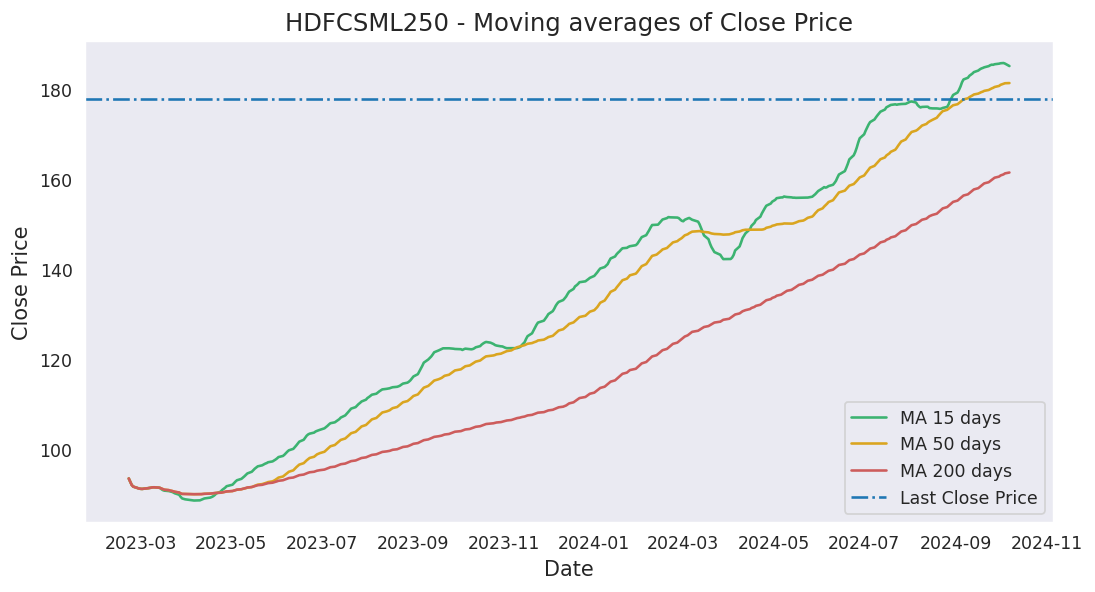 HDFCSML250 - Moving averages of Close Price
Close Price
180
160
140
120
100
MA 15 days
MA 50 days
MA 200 days
Last Close Price
2023-03 2023-05 2023-07 2023-09 2023-11 2024-01 2024-03 2024-05 2024-07 2024-09 2024-11
Date